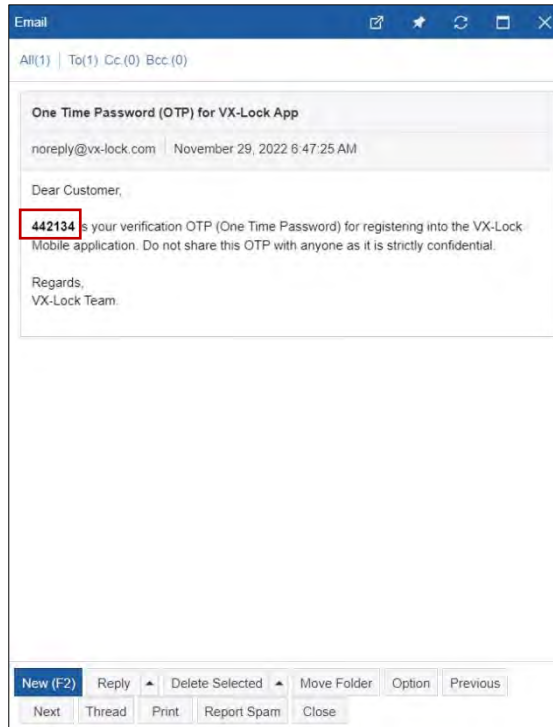 Email
All(1) | To(1) Cc.(0) Bcc.(0)
One Time Password (OTP) for VX-Lock App
noreply@vx-lock.com November 29, 2022 6:47:25 AM
Dear Customer,
442134 s your verification OTP (One Time Password) for registering into the VX-Lock
Mobile application. Do not share this OTP with anyone as it is strictly confidential.
Regards,
VX-Lock Team.
New (F2) Reply Delete Selected Move Folder Option Previous
Next Thread Print Report Spam Close